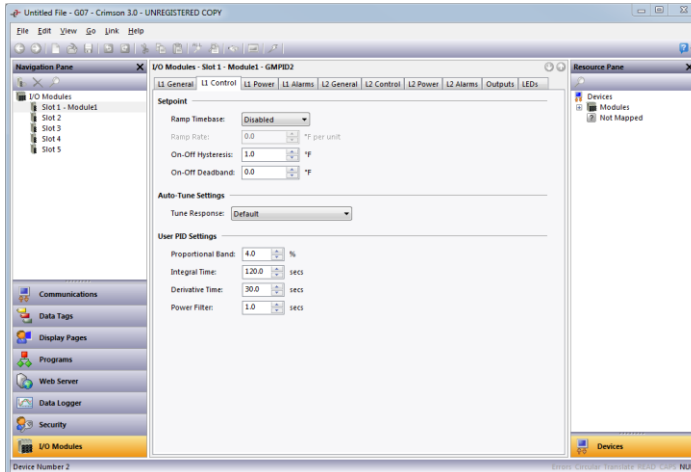 Untitled File - G07 - Crimson 3.0 - UNREGISTERED COPY
File Edit View Go Link Help
Navigation Pane
I/O Modules - Slot 1 - Module1 - GMPID2
Resource Pane
L1 General L1 Control L1 Power L1 Alarms L2 General L2 Control L2 Power L2 Alarms Outputs LEDs
I/O Modules
Slot 1 - Module1
Slot 2
Slot 3
Slot 4
Slot 5
Setpoint
Ramp Timebase: Disabled
Ramp Rate: 0.0 °F per unit
On-Off Hysteresis: 1.0 °F
On-Off Deadband: 0.0 °F
Auto-Tune Settings
Tune Response: Default
User PID Settings
Proportional Band: 4.0 %
Integral Time: 120.0 secs
Derivative Time: 30.0 secs
Power Filter: 1.0 secs
Devices
Modules
Not Mapped
Communications
Data Tags
Display Pages
Programs
Web Server
Data Logger
Security
I/O Modules
Devices
Device Number 2
Errors Circular Translate READ CAPS NU